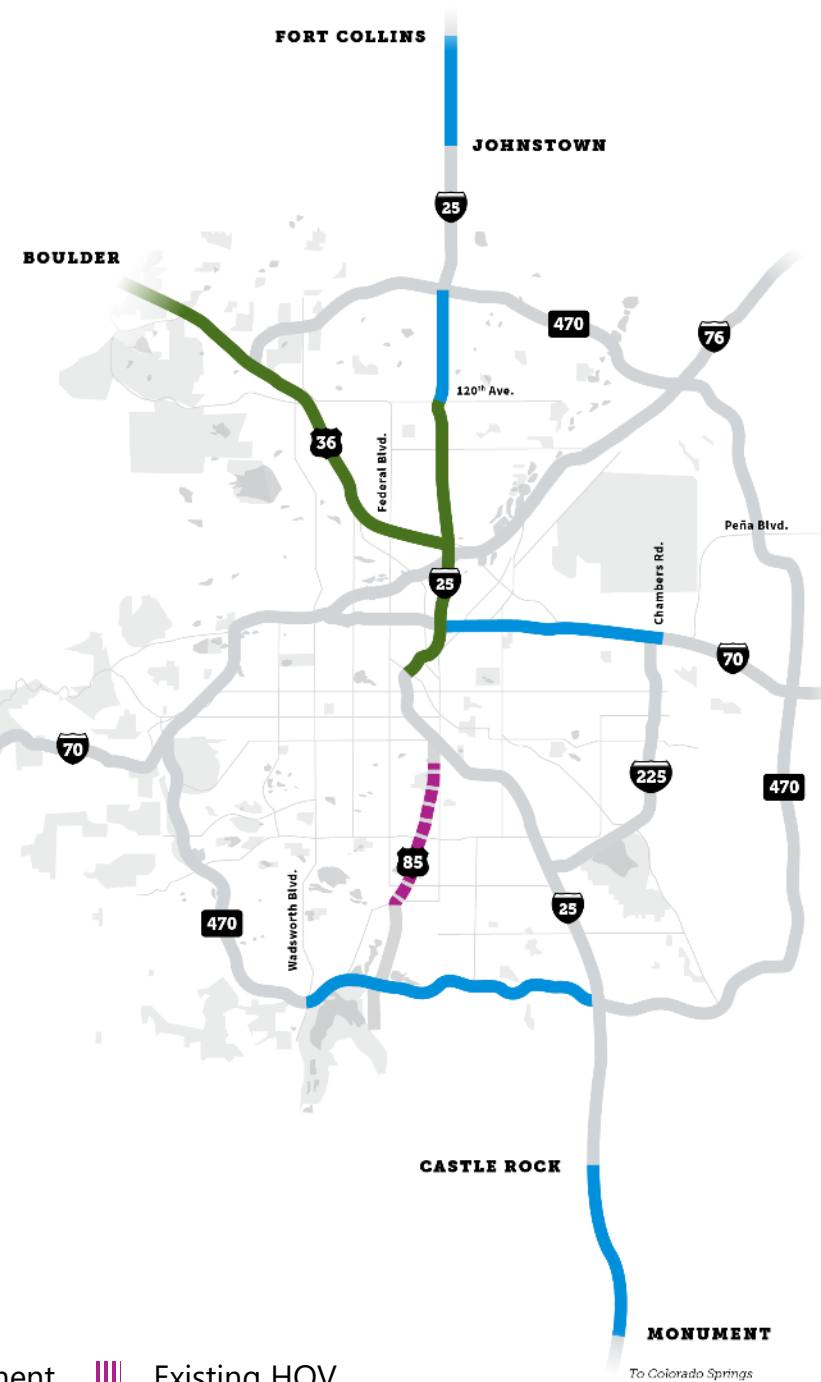 FORT COLLINS
JOHNSTOWN
25
BOULDER
470
76
120th Ave.
36
Federal Blvd.
Peña Blvd.
Chambers Rd.
25
70
70
225
470
85
Wadsworth Blvd.
25
470
CASTLE ROCK
MONUMENT
To Colorado Springs
Existing HOV